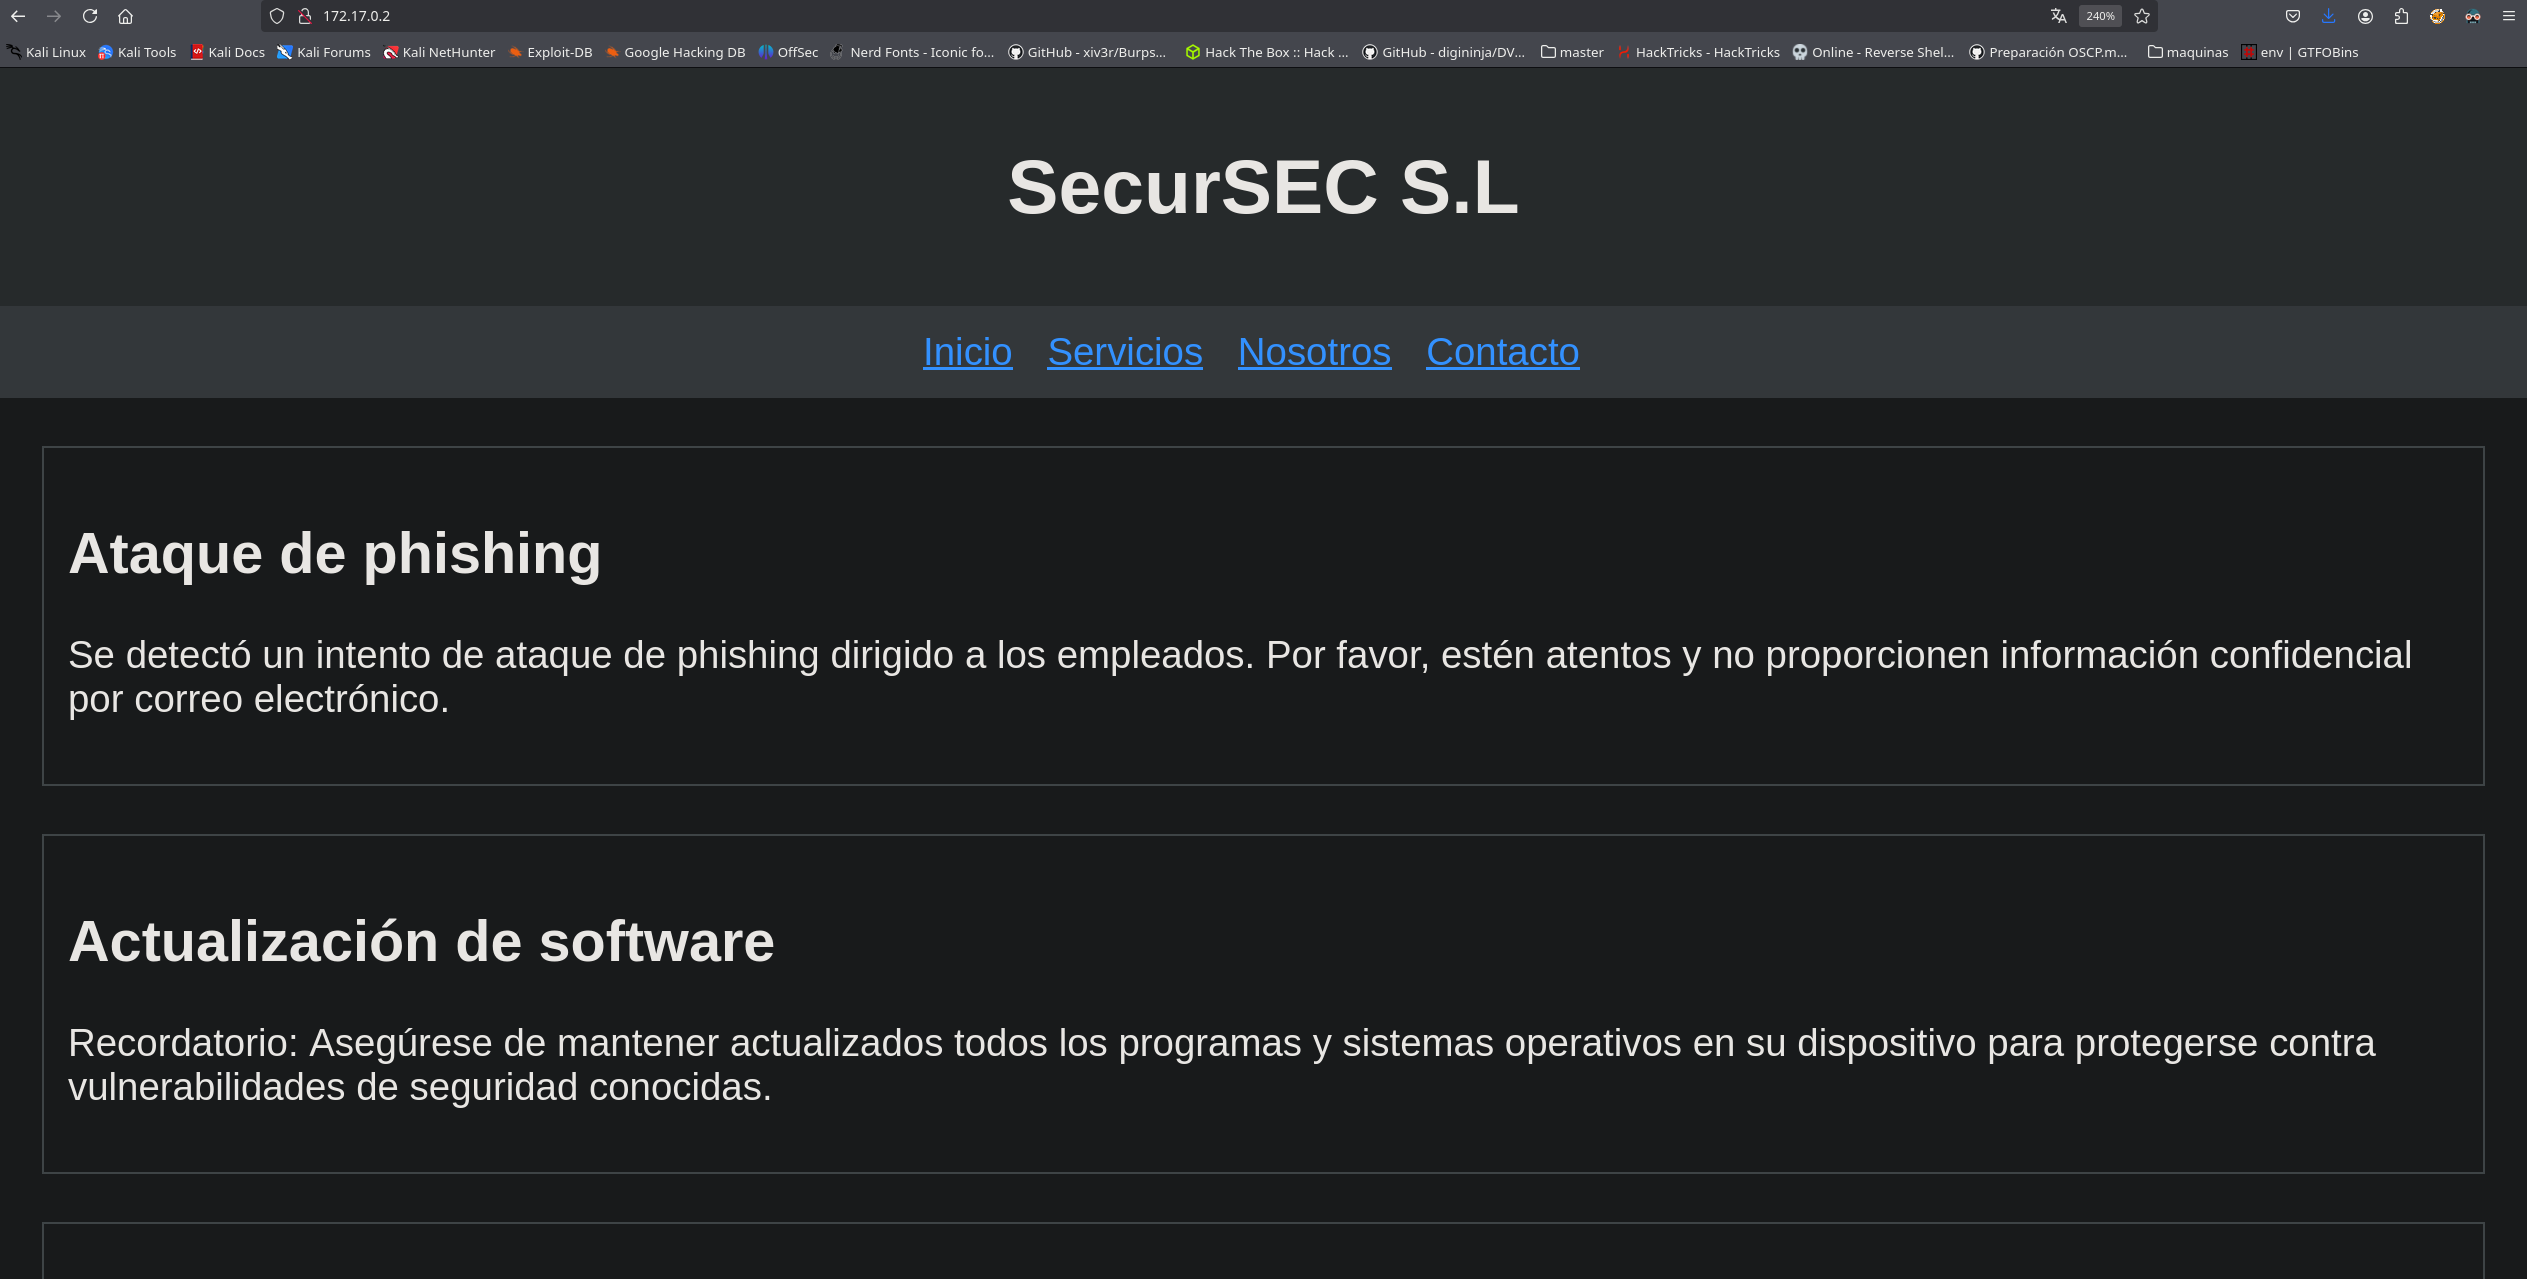 172.17.0.2
240%
Kali Linux Kali Tools Kali Docs Kali Forums Kali NetHunter Exploit-DB Google Hacking DB OffSec Nerd Fonts - Iconic fo... GitHub - xiv3r/Burps... Hack The Box :: Hack ... GitHub - digininja/DV... master HackTricks - HackTricks Online - Reverse Shel... Preparación OSCP.m... maquinas env | GTFOBins
SecurSEC S.L
Inicio Servicios Nosotros Contacto
Ataque de phishing
Se detectó un intento de ataque de phishing dirigido a los empleados. Por favor, estén atentos y no proporcionen información confidencial
por correo electrónico.
Actualización de software
Recordatorio: Asegúrese de mantener actualizados todos los programas y sistemas operativos en su dispositivo para protegerse contra
vulnerabilidades de seguridad conocidas.